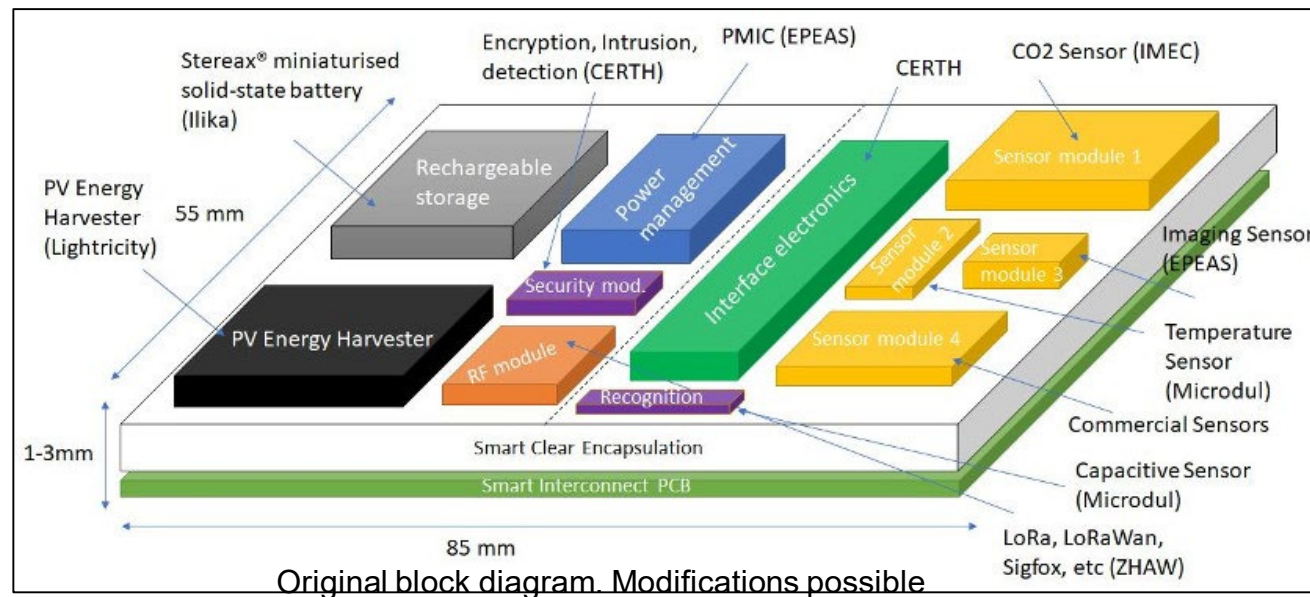 Encryption, Intrusion,
detection (CERTH)
PMIC (EPEAS)
Stereax® miniaturised
solid-state battery
(Ilika)
CERTH
CO2 Sensor (IMEC)
PV Energy
Harvester
(Lightricity)
55 mm
Rechargeable
storage
Power
management
Interface electronics
Sensor module 1
Sensor
module 2
Sensor
module 3
Imaging Sensor
(EPEAS)
Security mod.
PV Energy Harvester
RF module
Sensor module 4
Recognition
Temperature
Sensor
(Microdul)
Commercial Sensors
1-3mm
Smart Clear Encapsulation
Smart Interconnect PCB
Capacitive Sensor
(Microdul)
85 mm
LoRa, LoRaWan,
Sigfox, etc (ZHAW)
Original block diagram. Modifications possible